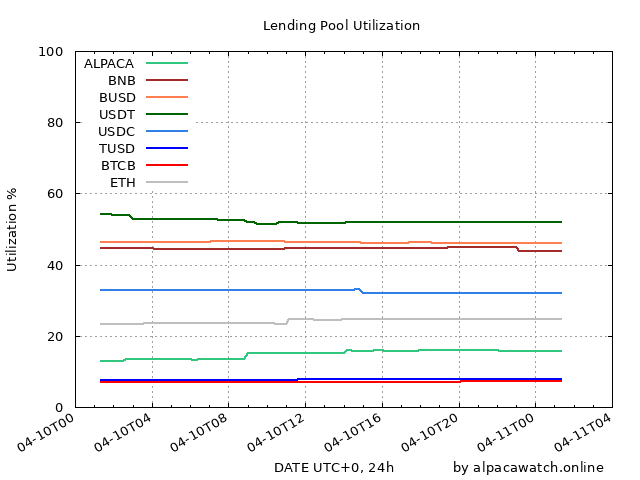 Lending Pool Utilization
100
80
60
40
20
0
Utilization %
ALPACA
BNB
BUSD
USDT
USDC
TUSD
BTCB
ETH
04-10T00
04-10T04
04-10T08
04-10T12
04-10T16
04-10T20
04-11T00
04-11T04
DATE UTC+0, 24h
by alpacawatch.online